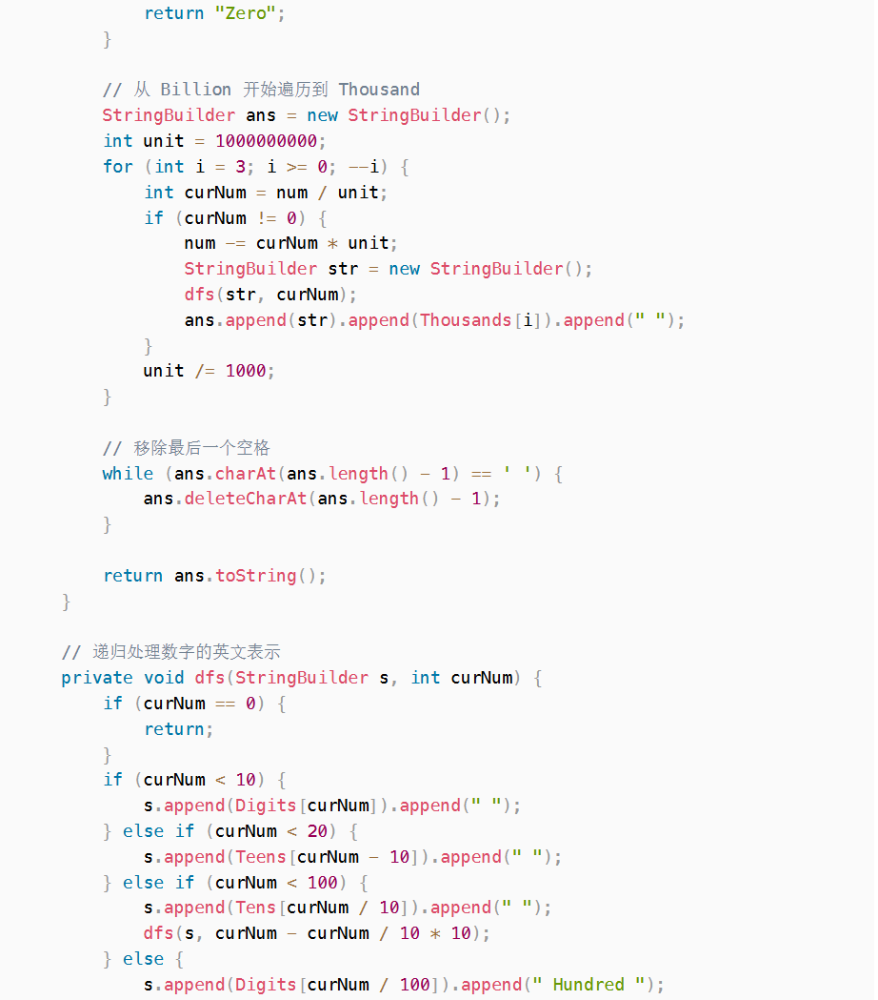 return "Zero";
        }

        // 从 Billion 开始遍历到 Thousand
        StringBuilder ans = new StringBuilder();
        int unit = 1000000000;
        for (int i = 3; i >= 0; --i) {
            int curNum = num / unit;
            if (curNum != 0) {
                num -= curNum * unit;
                StringBuilder str = new StringBuilder();
                dfs(str, curNum);
                ans.append(str).append(Thousands[i]).append(" ");
            }
            unit /= 1000;
        }

        // 移除最后一个空格
        while (ans.charAt(ans.length() - 1) == ' ') {
            ans.deleteCharAt(ans.length() - 1);
        }

        return ans.toString();
    }

    // 递归处理数字的英文表示
    private void dfs(StringBuilder s, int curNum) {
        if (curNum == 0) {
            return;
        }
        if (curNum < 10) {
            s.append(Digits[curNum]).append(" ");
        } else if (curNum < 20) {
            s.append(Teens[curNum - 10]).append(" ");
        } else if (curNum < 100) {
            s.append(Tens[curNum / 10]).append(" ");
            dfs(s, curNum - curNum / 10 * 10);
        } else {
            s.append(Digits[curNum / 100]).append(" Hundred ");